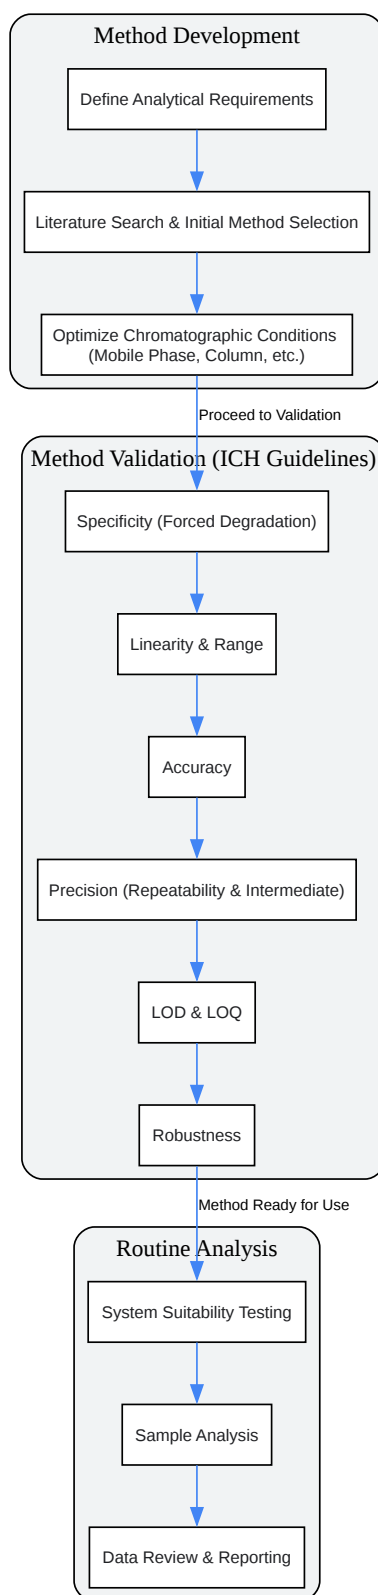 Method Development
Define Analytical Requirements
Literature Search & Initial Method Selection
Optimize Chromatographic Conditions
(Mobile Phase, Column, etc.)
Proceed to Validation
Method Validation (ICH Guidelines)
Specificity (Forced Degradation)
Linearity & Range
Accuracy
Precision (Repeatability & Intermediate)
LOD & LOQ
Robustness
Method Ready for Use
Routine Analysis
System Suitability Testing
Sample Analysis
Data Review & Reporting